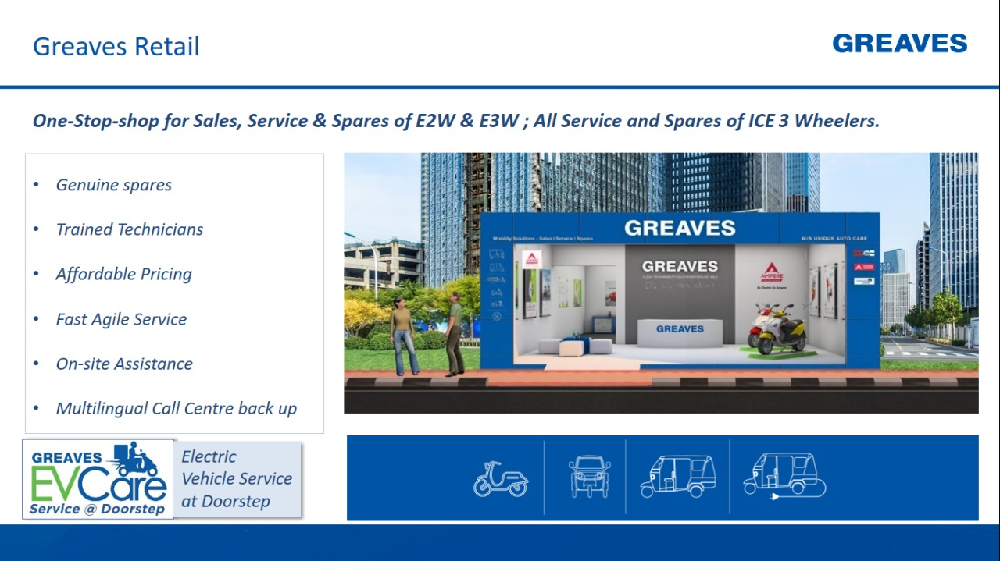 Greaves Retail
GREAVES
One-Stop-shop for Sales, Service & Spares of E2W & E3W ; All Service and Spares of ICE 3 Wheelers.
• Genuine spares
• Trained Technicians
• Affordable Pricing
• Fast Agile Service
• On-site Assistance
• Multilingual Call Centre back up
GREAVES
EVCare
Service @ Doorstep
Electric
Vehicle Service
at Doorstep
GREAVES
Mobility Solutions - Sales | Service | Spares
M/S UNIQUE AUTO CARE
GREAVES
AMPERE
GREAVES